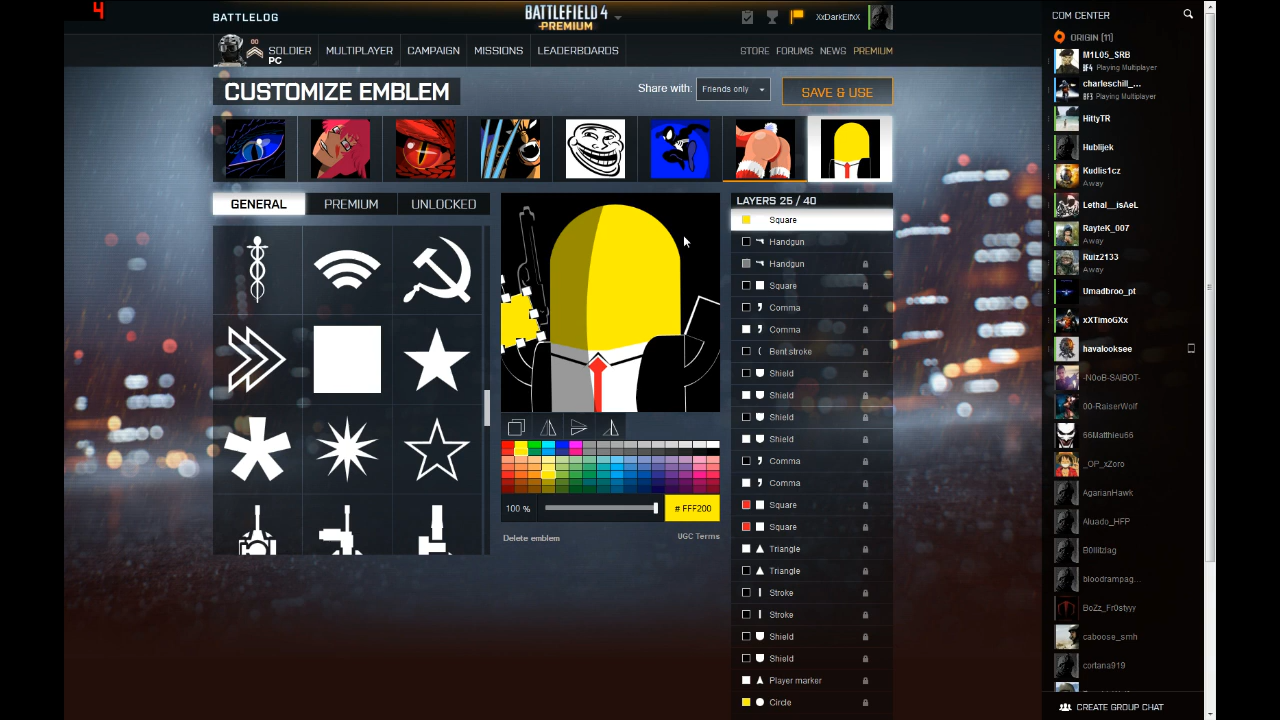 4
BATTLELOG
BATTLEFIELD 4
PREMIUM
XxDarkElfxX
00
SOLDIER
PC
MULTIPLAYER
CAMPAIGN
MISSIONS
LEADERBOARDS
STORE
FORUMS
NEWS
PREMIUM
CUSTOMIZE EMBLEM
Share with:
Friends only
SAVE & USE
GENERAL
PREMIUM
UNLOCKED
100 %
# FFF200
Delete emblem
UGC Terms
LAYERS 25 / 40
Square
Handgun
Handgun
Square
Comma
Comma
Bent stroke
Shield
Shield
Shield
Shield
Comma
Comma
Square
Square
Triangle
Triangle
Stroke
Stroke
Shield
Shield
Player marker
Circle
COM CENTER
ORIGIN [11]
M1L05_SRB
BF4 Playing Multiplayer
charleschill_...
BF3 Playing Multiplayer
HittyTR
Hublijek
Kudlis1cz
Away
Lethal__isAeL
RayteK_007
Away
Ruiz2133
Away
Umadbroo_pt
xXTimoGXx
havalooksee
-N0oB-SAIBOT-
00-RaiserWolf
66Matthieu66
_OP_xZoro
AgarianHawk
Aluado_HFP
bloodrampag...
BoZz_Fr0styyy
caboose_smh
cortana919
CREATE GROUP CHAT